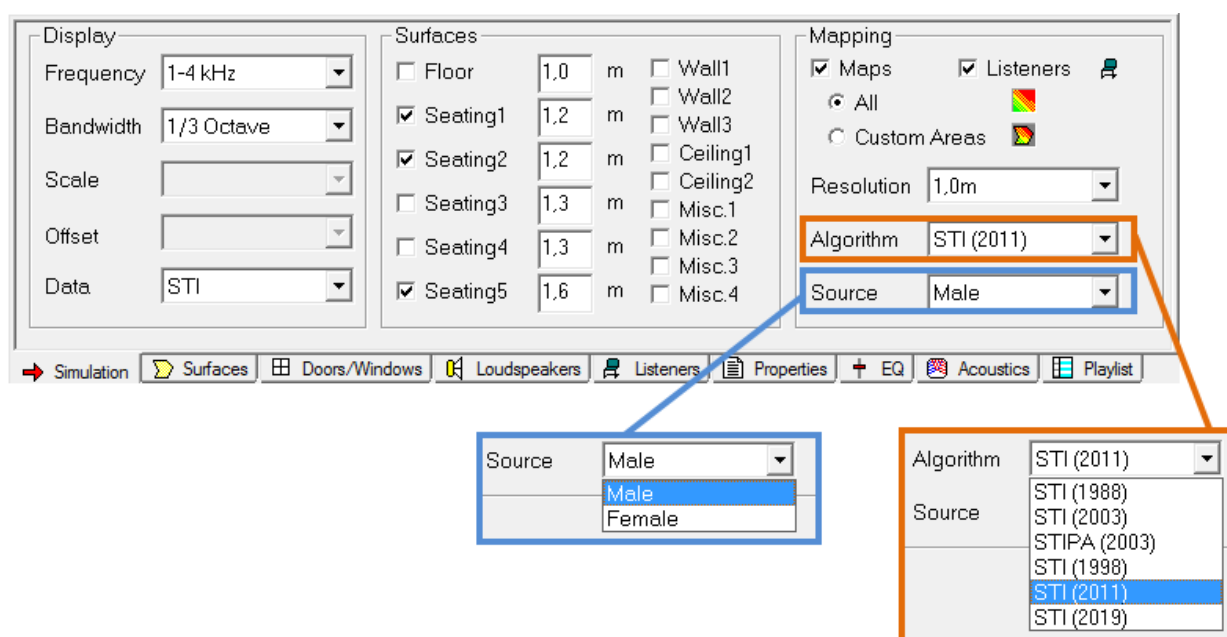 Display
Frequency 1-4 kHz
Bandwidth 1/3 Octave
Scale
Offset
Data STI
Surfaces
Floor 1,0 m
Seating1 1,2 m
Seating2 1,2 m
Seating3 1,3 m
Seating4 1,3 m
Seating5 1,6 m
Wall1
Wall2
Wall3
Ceiling1
Ceiling2
Misc.1
Misc.2
Misc.3
Misc.4
Mapping
Maps Listeners
All
Custom Areas
Resolution 1,0m
Algorithm STI (2011)
Source Male
Simulation Surfaces Doors/Windows Loudspeakers Listeners Properties EQ Acoustics Playlist
Source Male
Male
Female
Algorithm STI (2011)
Source
STI (1988)
STI (2003)
STIPA (2003)
STI (1998)
STI (2011)
STI (2019)